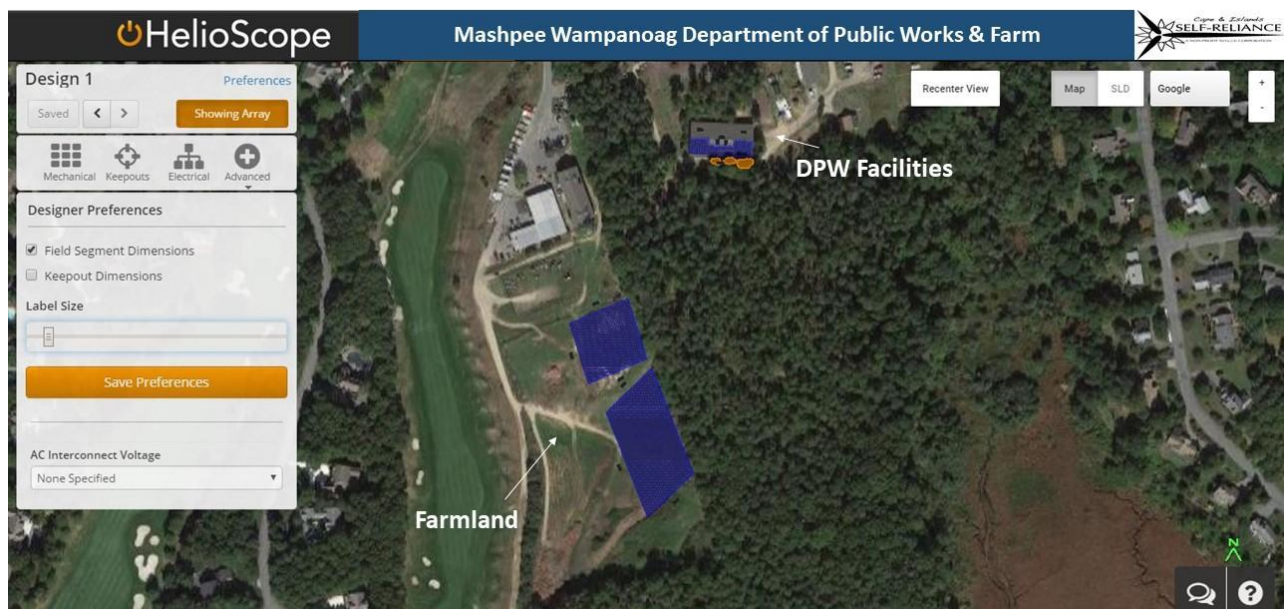 HelioScope
Mashpee Wampanoag Department of Public Works & Farm
Cape & Islands
SELF-RELIANCE
Design 1
Preferences
Saved < >
Showing Array
Mechanical Keepouts Electrical Advanced
Designer Preferences
Field Segment Dimensions
Keepout Dimensions
Label Size
Save Preferences
AC Interconnect Voltage
None Specified
Recenter View
Map SLD
Google
+
-
DPW Facilities
Farmland
N
?